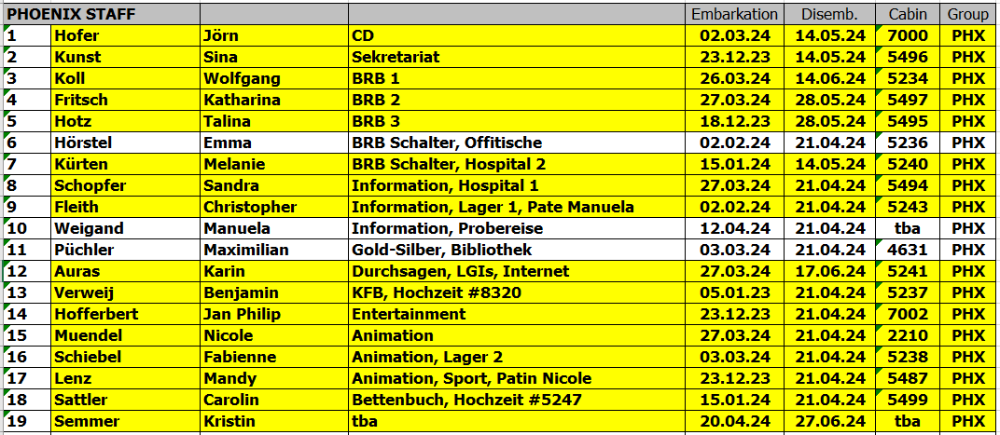 PHOENIX STAFF Embarkation Disemb. Cabin Group
1 Hofer Jörn CD 02.03.24 14.05.24 7000 PHX
2 Kunst Sina Sekretariat 23.12.23 14.05.24 5496 PHX
3 Koll Wolfgang BRB 1 26.03.24 14.06.24 5234 PHX
4 Fritsch Katharina BRB 2 27.03.24 28.05.24 5497 PHX
5 Hotz Talina BRB 3 18.12.23 28.05.24 5495 PHX
6 Hörstel Emma BRB Schalter, Offitische 02.02.24 21.04.24 5236 PHX
7 Kürten Melanie BRB Schalter, Hospital 2 15.01.24 14.05.24 5240 PHX
8 Schopfer Sandra Information, Hospital 1 27.03.24 21.04.24 5494 PHX
9 Fleith Christopher Information, Lager 1, Pate Manuela 02.02.24 21.04.24 5243 PHX
10 Weigand Manuela Information, Probereise 12.04.24 21.04.24 tba PHX
11 Püchler Maximilian Gold-Silber, Bibliothek 03.03.24 21.04.24 4631 PHX
12 Auras Karin Durchsagen, LGIs, Internet 27.03.24 17.06.24 5241 PHX
13 Verweij Benjamin KFB, Hochzeit #8320 05.01.23 21.04.24 5237 PHX
14 Hofferbert Jan Philip Entertainment 23.12.23 21.04.24 7002 PHX
15 Muendel Nicole Animation 27.03.24 21.04.24 2210 PHX
16 Schiebel Fabienne Animation, Lager 2 03.03.24 21.04.24 5238 PHX
17 Lenz Mandy Animation, Sport, Patin Nicole 23.12.23 21.04.24 5487 PHX
18 Sattler Carolin Bettenbuch, Hochzeit #5247 15.01.24 21.04.24 5499 PHX
19 Semmer Kristin tba 20.04.24 27.06.24 tba PHX